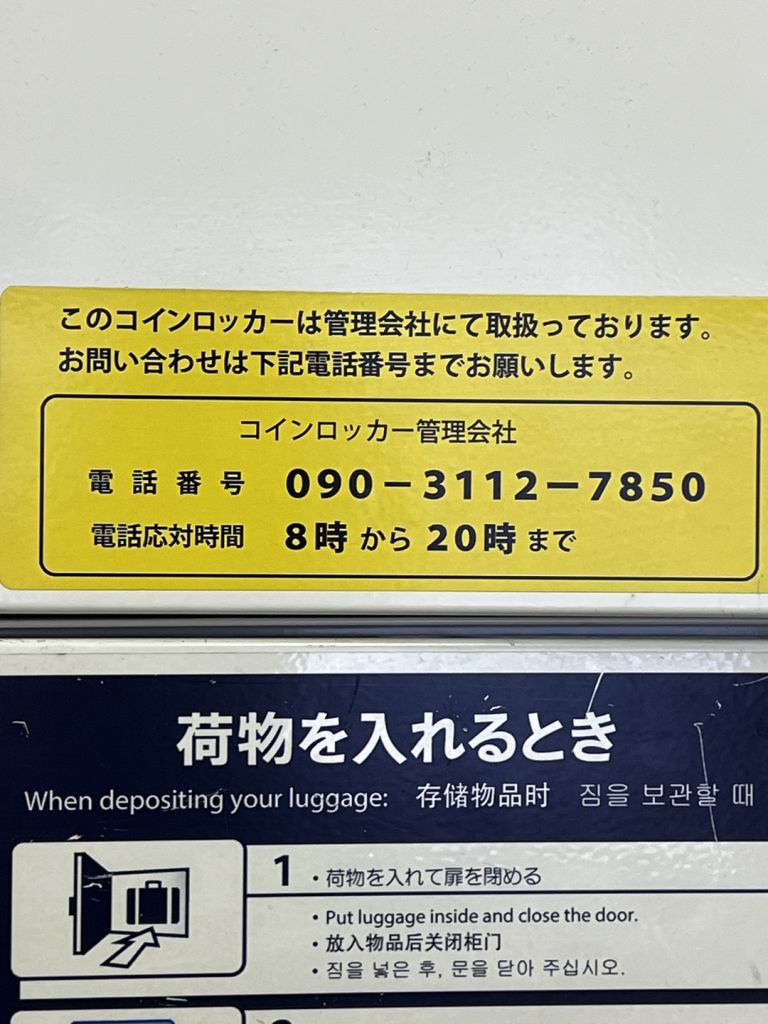 このコインロッカーは管理会社にて取扱っております。
お問い合わせは下記電話番号までお願いします。
コインロッカー管理会社
電話番号 090-3112-7850
電話応対時間 8時から20時まで
荷物を入れるとき
When depositing your luggage: 存储物品时 짐을 보관할 때
1 ・荷物を入れて扉を閉める
・Put luggage inside and close the door.
・放入物品后关闭柜门
・짐을 넣은 후, 문을 닫아 주십시오.